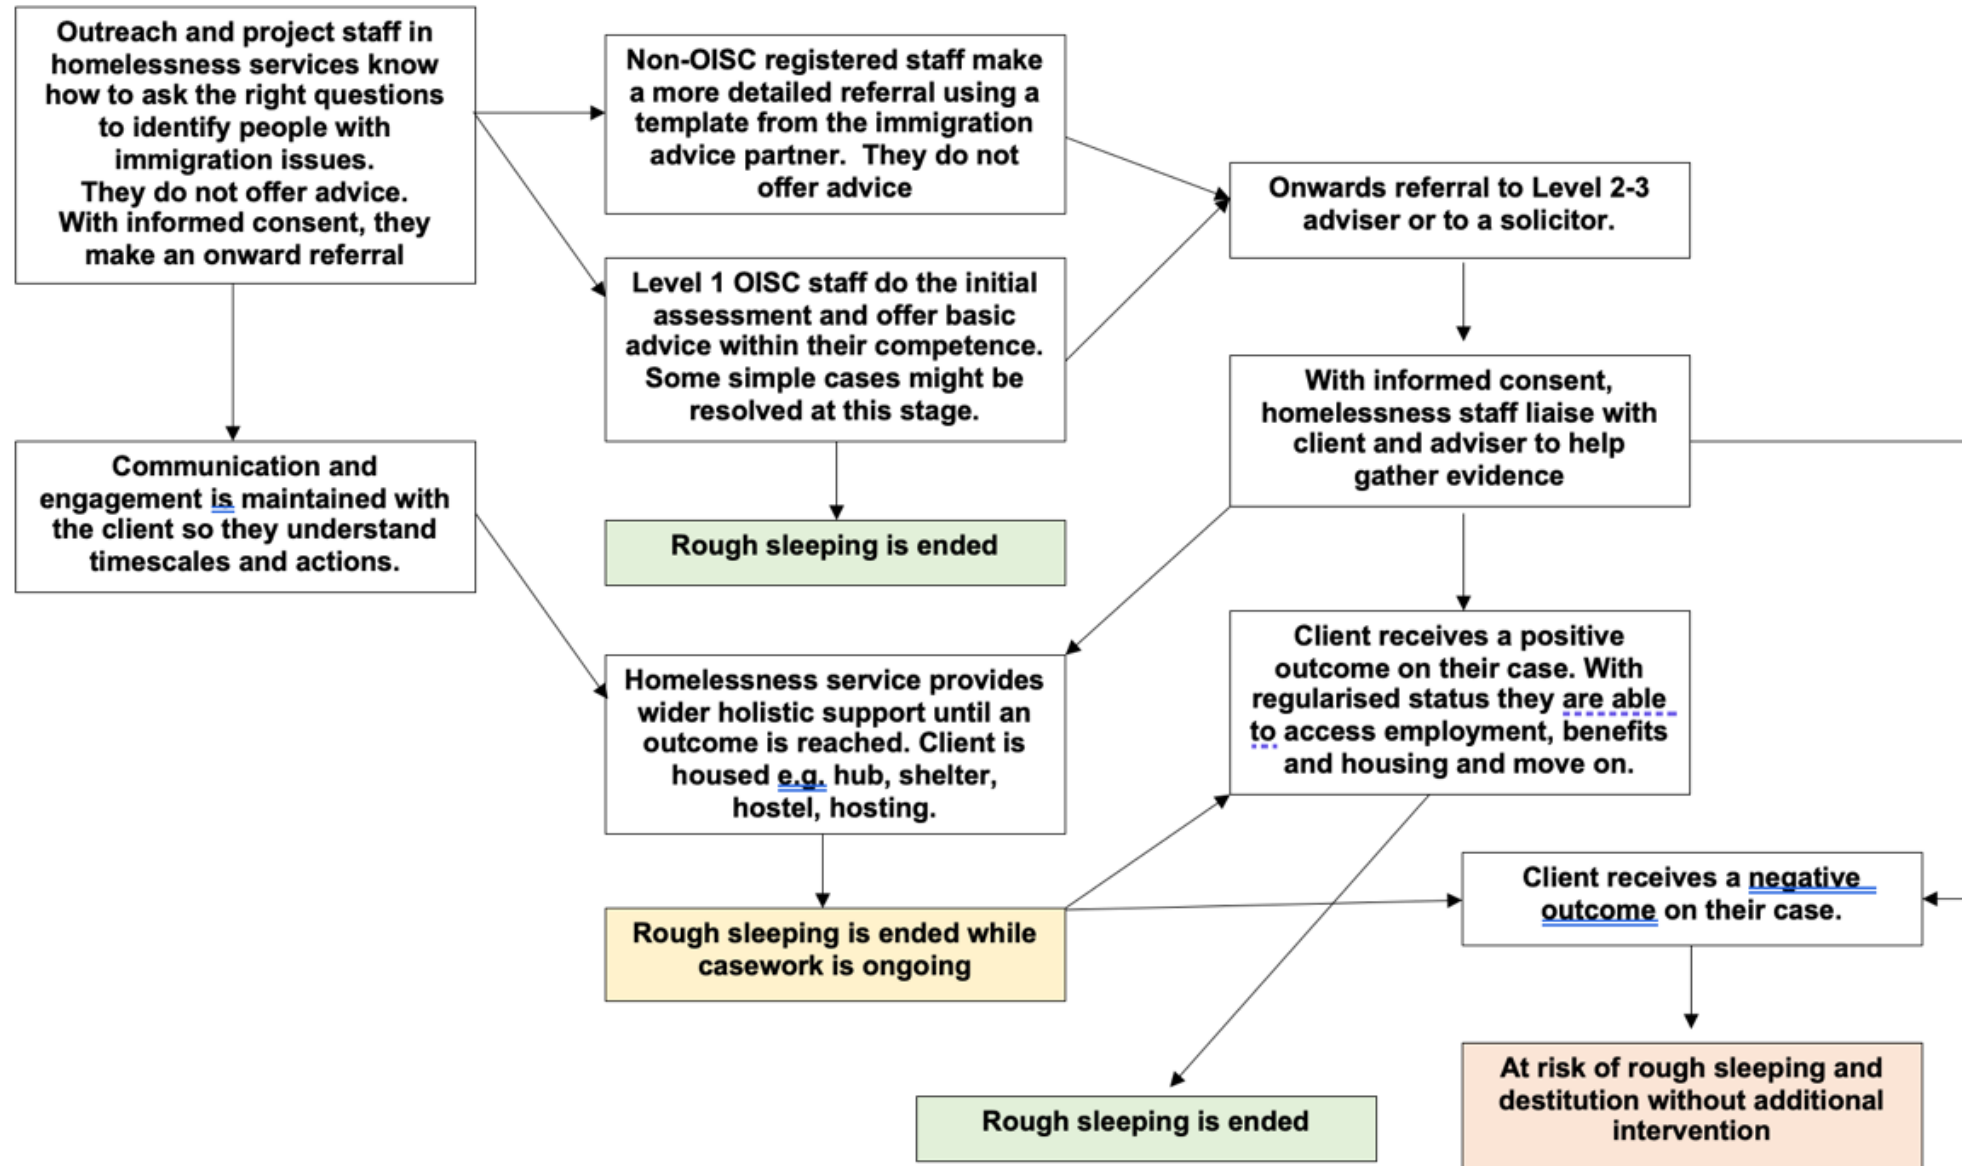 Outreach and project staff in
homelessness services know
how to ask the right questions
to identify people with
immigration issues.
They do not offer advice.
With informed consent, they
make an onward referral
Non-OISC registered staff make
a more detailed referral using a
template from the immigration
advice partner.  They do not
offer advice
Onwards referral to Level 2-3
adviser or to a solicitor.
Level 1 OISC staff do the initial
assessment and offer basic
advice within their competence.
Some simple cases might be
resolved at this stage.
With informed consent,
homelessness staff liaise with
client and adviser to help
gather evidence
Communication and
engagement is maintained with
the client so they understand
timescales and actions.
Rough sleeping is ended
Client receives a positive
outcome on their case. With
regularised status they are able
to access employment, benefits
and housing and move on.
Homelessness service provides
wider holistic support until an
outcome is reached. Client is
housed e.g. hub, shelter,
hostel, hosting.
Client receives a negative
outcome on their case.
Rough sleeping is ended while
casework is ongoing
At risk of rough sleeping and
destitution without additional
intervention
Rough sleeping is ended